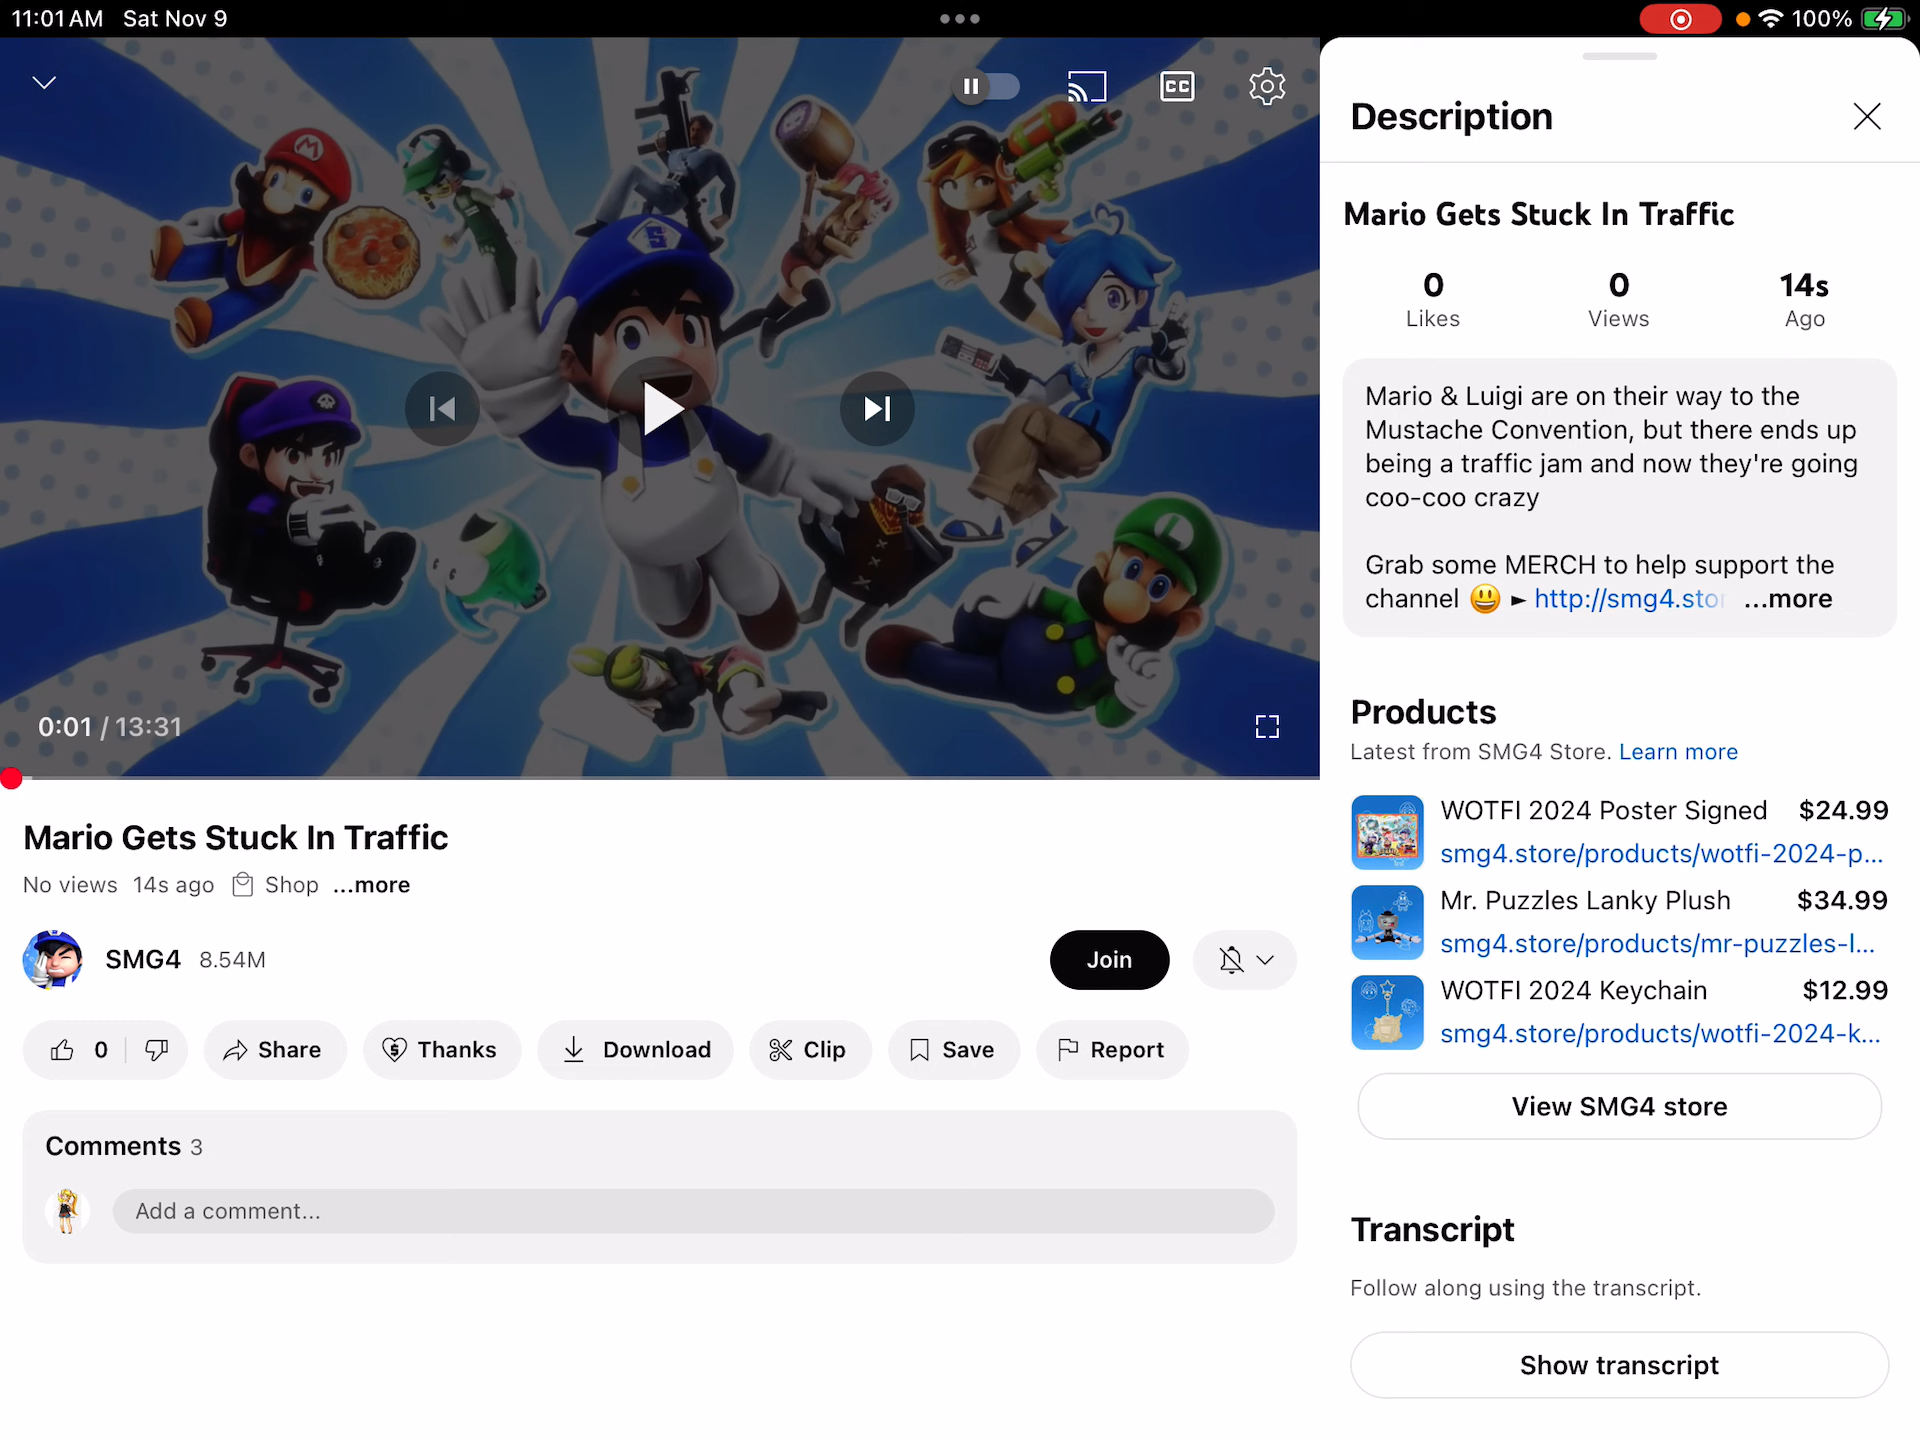 11:01 AM Sat Nov 9
100%
CC
0:01 / 13:31
Mario Gets Stuck In Traffic
No views 14s ago Shop ...more
SMG4 8.54M
Join
0
Share
Thanks
Download
Clip
Save
Report
Comments 3
Add a comment...
Description
Mario Gets Stuck In Traffic
0 0 14s
Likes Views Ago
Mario & Luigi are on their way to the
Mustache Convention, but there ends up
being a traffic jam and now they're going
coo-coo crazy
Grab some MERCH to help support the
channel 😃 ► http://smg4.stor ...more
Products
Latest from SMG4 Store. Learn more
WOTFI 2024 Poster Signed $24.99
smg4.store/products/wotfi-2024-p...
Mr. Puzzles Lanky Plush $34.99
smg4.store/products/mr-puzzles-l...
WOTFI 2024 Keychain $12.99
smg4.store/products/wotfi-2024-k...
View SMG4 store
Transcript
Follow along using the transcript.
Show transcript